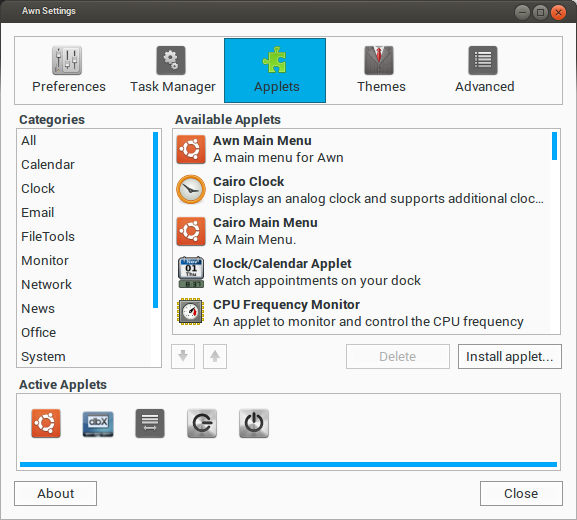 Awn Settings
Preferences
Task Manager
Applets
Themes
Advanced
Categories
Available Applets
All
Calendar
Clock
Email
FileTools
Monitor
Network
News
Office
System
Awn Main Menu
A main menu for Awn
Cairo Clock
Displays an analog clock and supports additional cloc...
Cairo Main Menu
A Main Menu.
Nov
01
Thu
Clock/Calendar Applet
Watch appointments on your dock
CPU Frequency Monitor
An applet to monitor and control the CPU frequency
Delete
Install applet...
Active Applets
dbX
About
Close